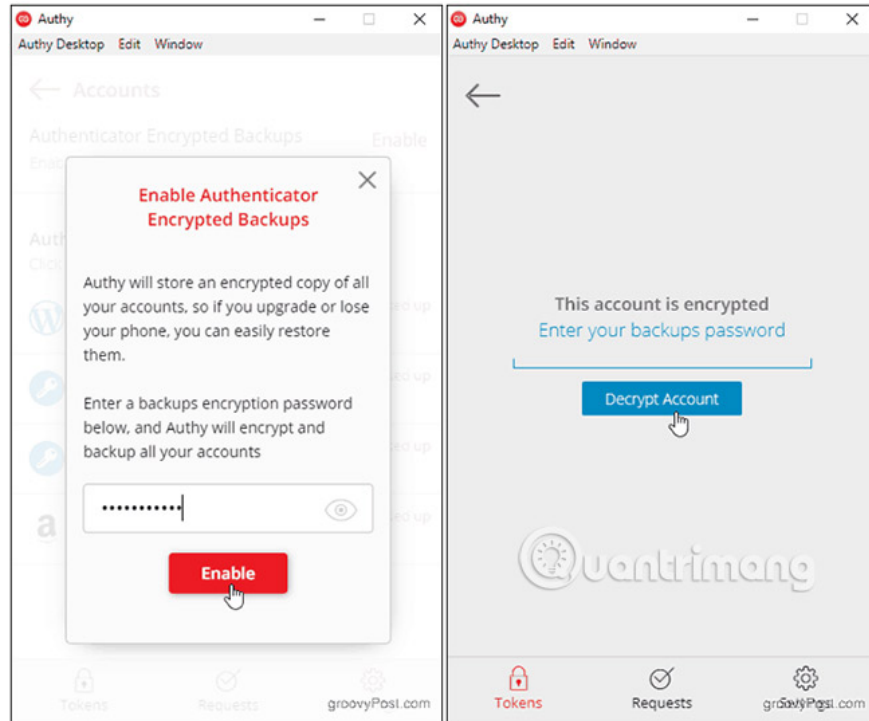 Authy
Authy Desktop Edit Window
Accounts
Authenticator Encrypted Backups
Enable
Enable Authenticator
Encrypted Backups
Authy will store an encrypted copy of all
your accounts, so if you upgrade or lose
your phone, you can easily restore
them.
Enter a backups encryption password
below, and Authy will encrypt and
backup all your accounts
•••••••••••
Enable
Tokens
Requests
groovyPost.com
Authy
Authy Desktop Edit Window
This account is encrypted
Enter your backups password
Decrypt Account
Quantrimang
Tokens
Requests
Settings
groovyPost.com